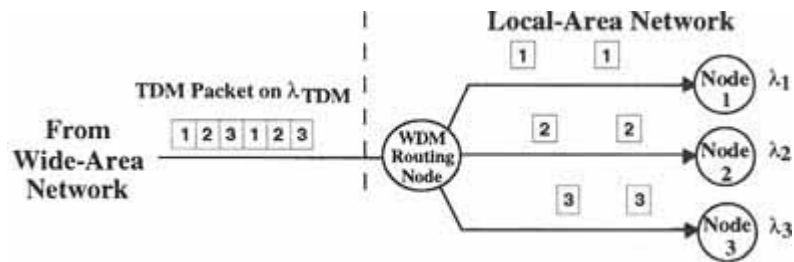 Local-Area Network
1 1
TDM Packet on λTDM
Node
1
λ1
From
Wide-Area
Network
1 2 3 1 2 3
WDM
Routing
Node
2 2
Node
2
λ2
3 3
Node
3
λ3